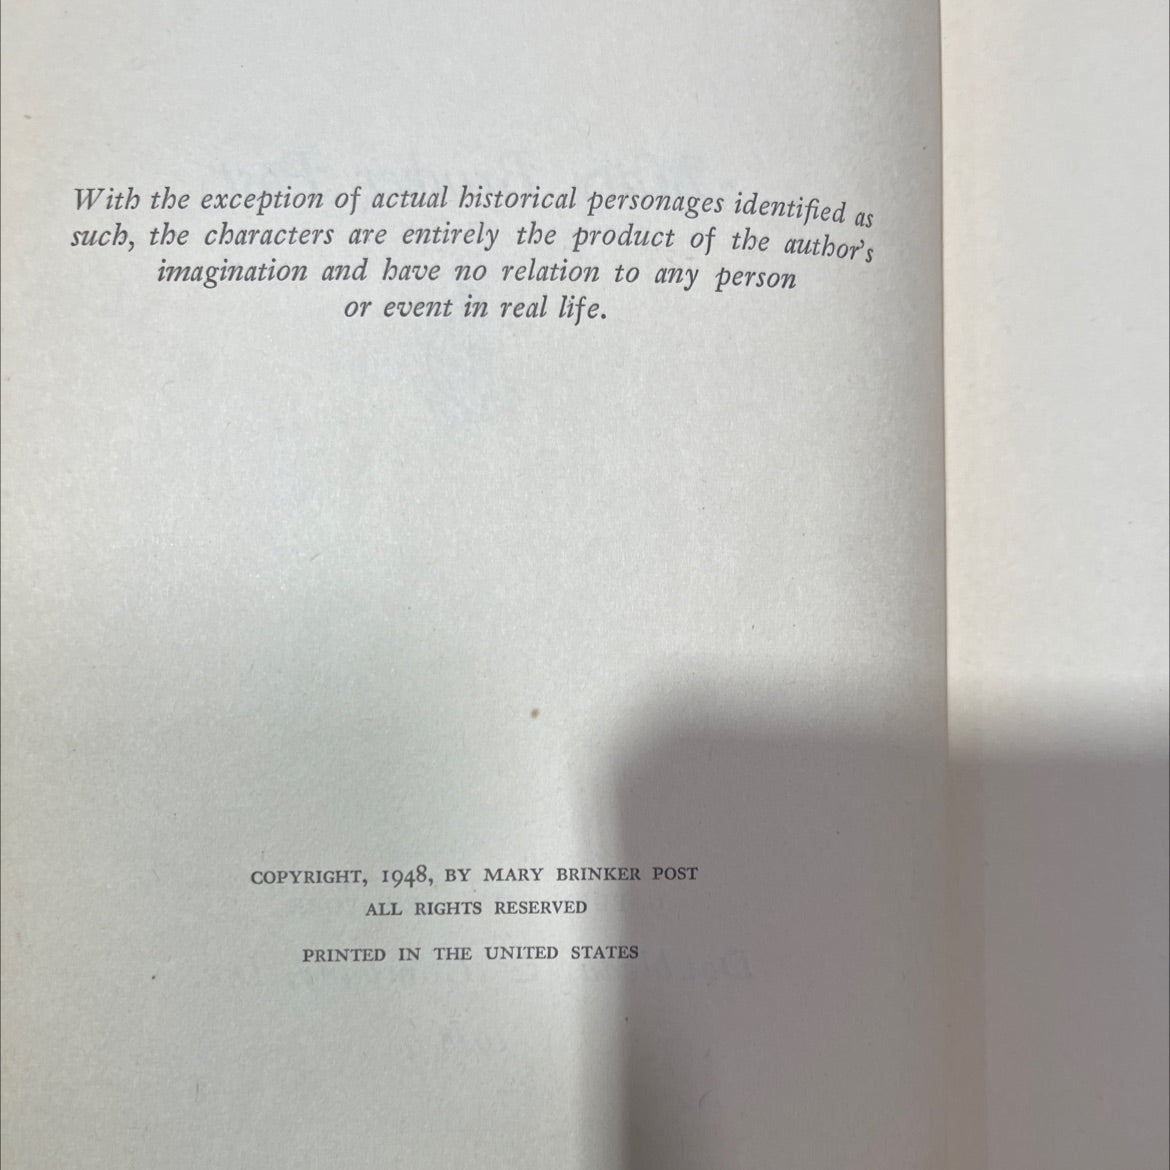 With the exception of actual historical personages identified as
such, the characters are entirely the product of the author's
imagination and have no relation to any person
or event in real life.
COPYRIGHT, 1948, BY MARY BRINKER POST
ALL RIGHTS RESERVED
PRINTED IN THE UNITED STATES